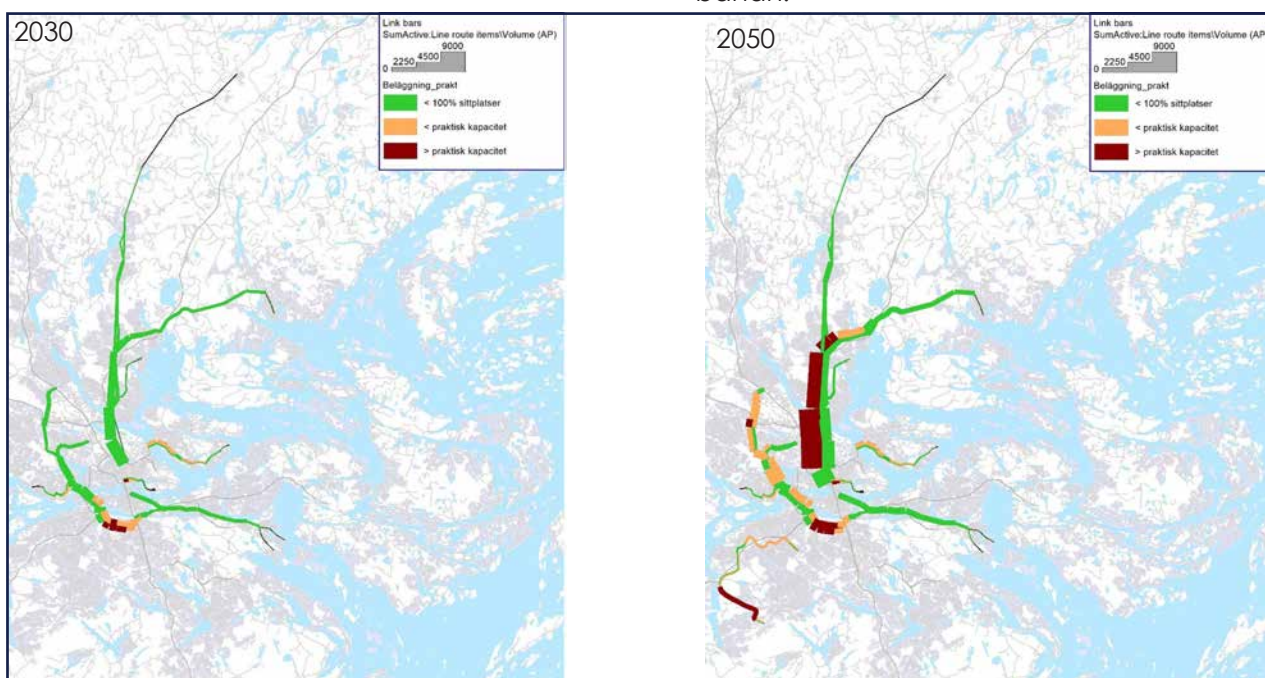 banan.
2030
Link bars
SumActive:Line route items\Volume (AP)
9000
4500
2250
0
Beläggning_prakt
< 100% sittplatser
< praktisk kapacitet
> praktisk kapacitet
2050
Link bars
SumActive:Line route items\Volume (AP
9000
4500
2250
0
Beläggning_prakt
< 100% sittplatser
< praktisk kapacitet
> praktisk kapacitet